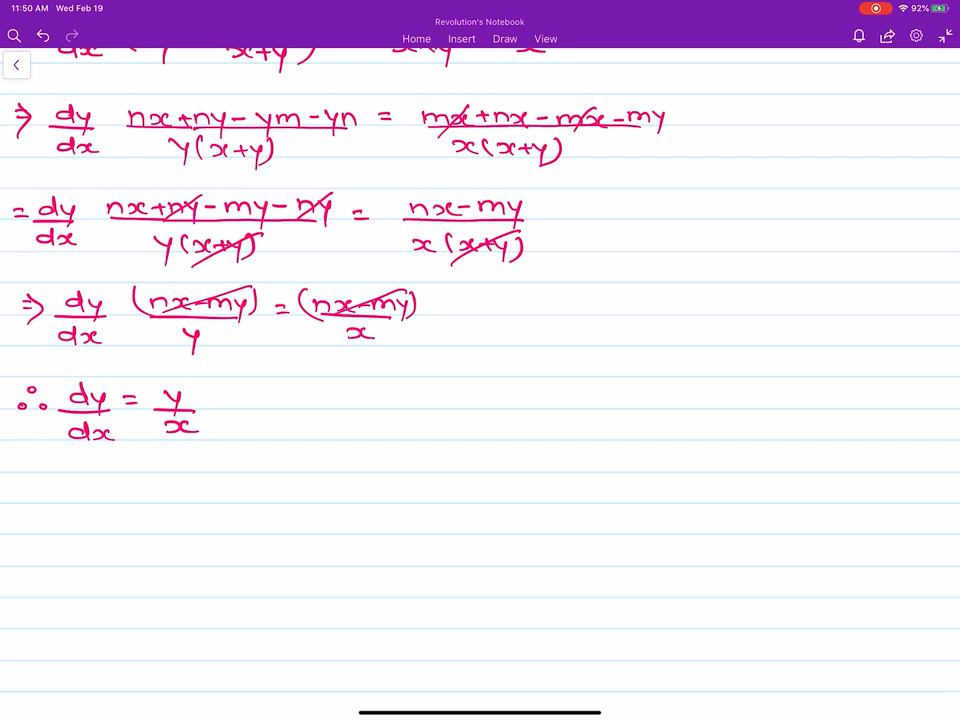 11:50 AM Wed Feb 19
92%
Revolution's Notebook
Home Insert Draw View
⇒ dy/dx (nx+ny-ym-yn)/(y(x+y)) = (mx+nx-mx-my)/(x(x+y))
= dy/dx (nx+ny-my-ny)/(y(x+y)) = (nx-my)/(x(x+y))
⇒ dy/dx (nx-my)/y = (nx-my)/x
∴ dy/dx = y/x